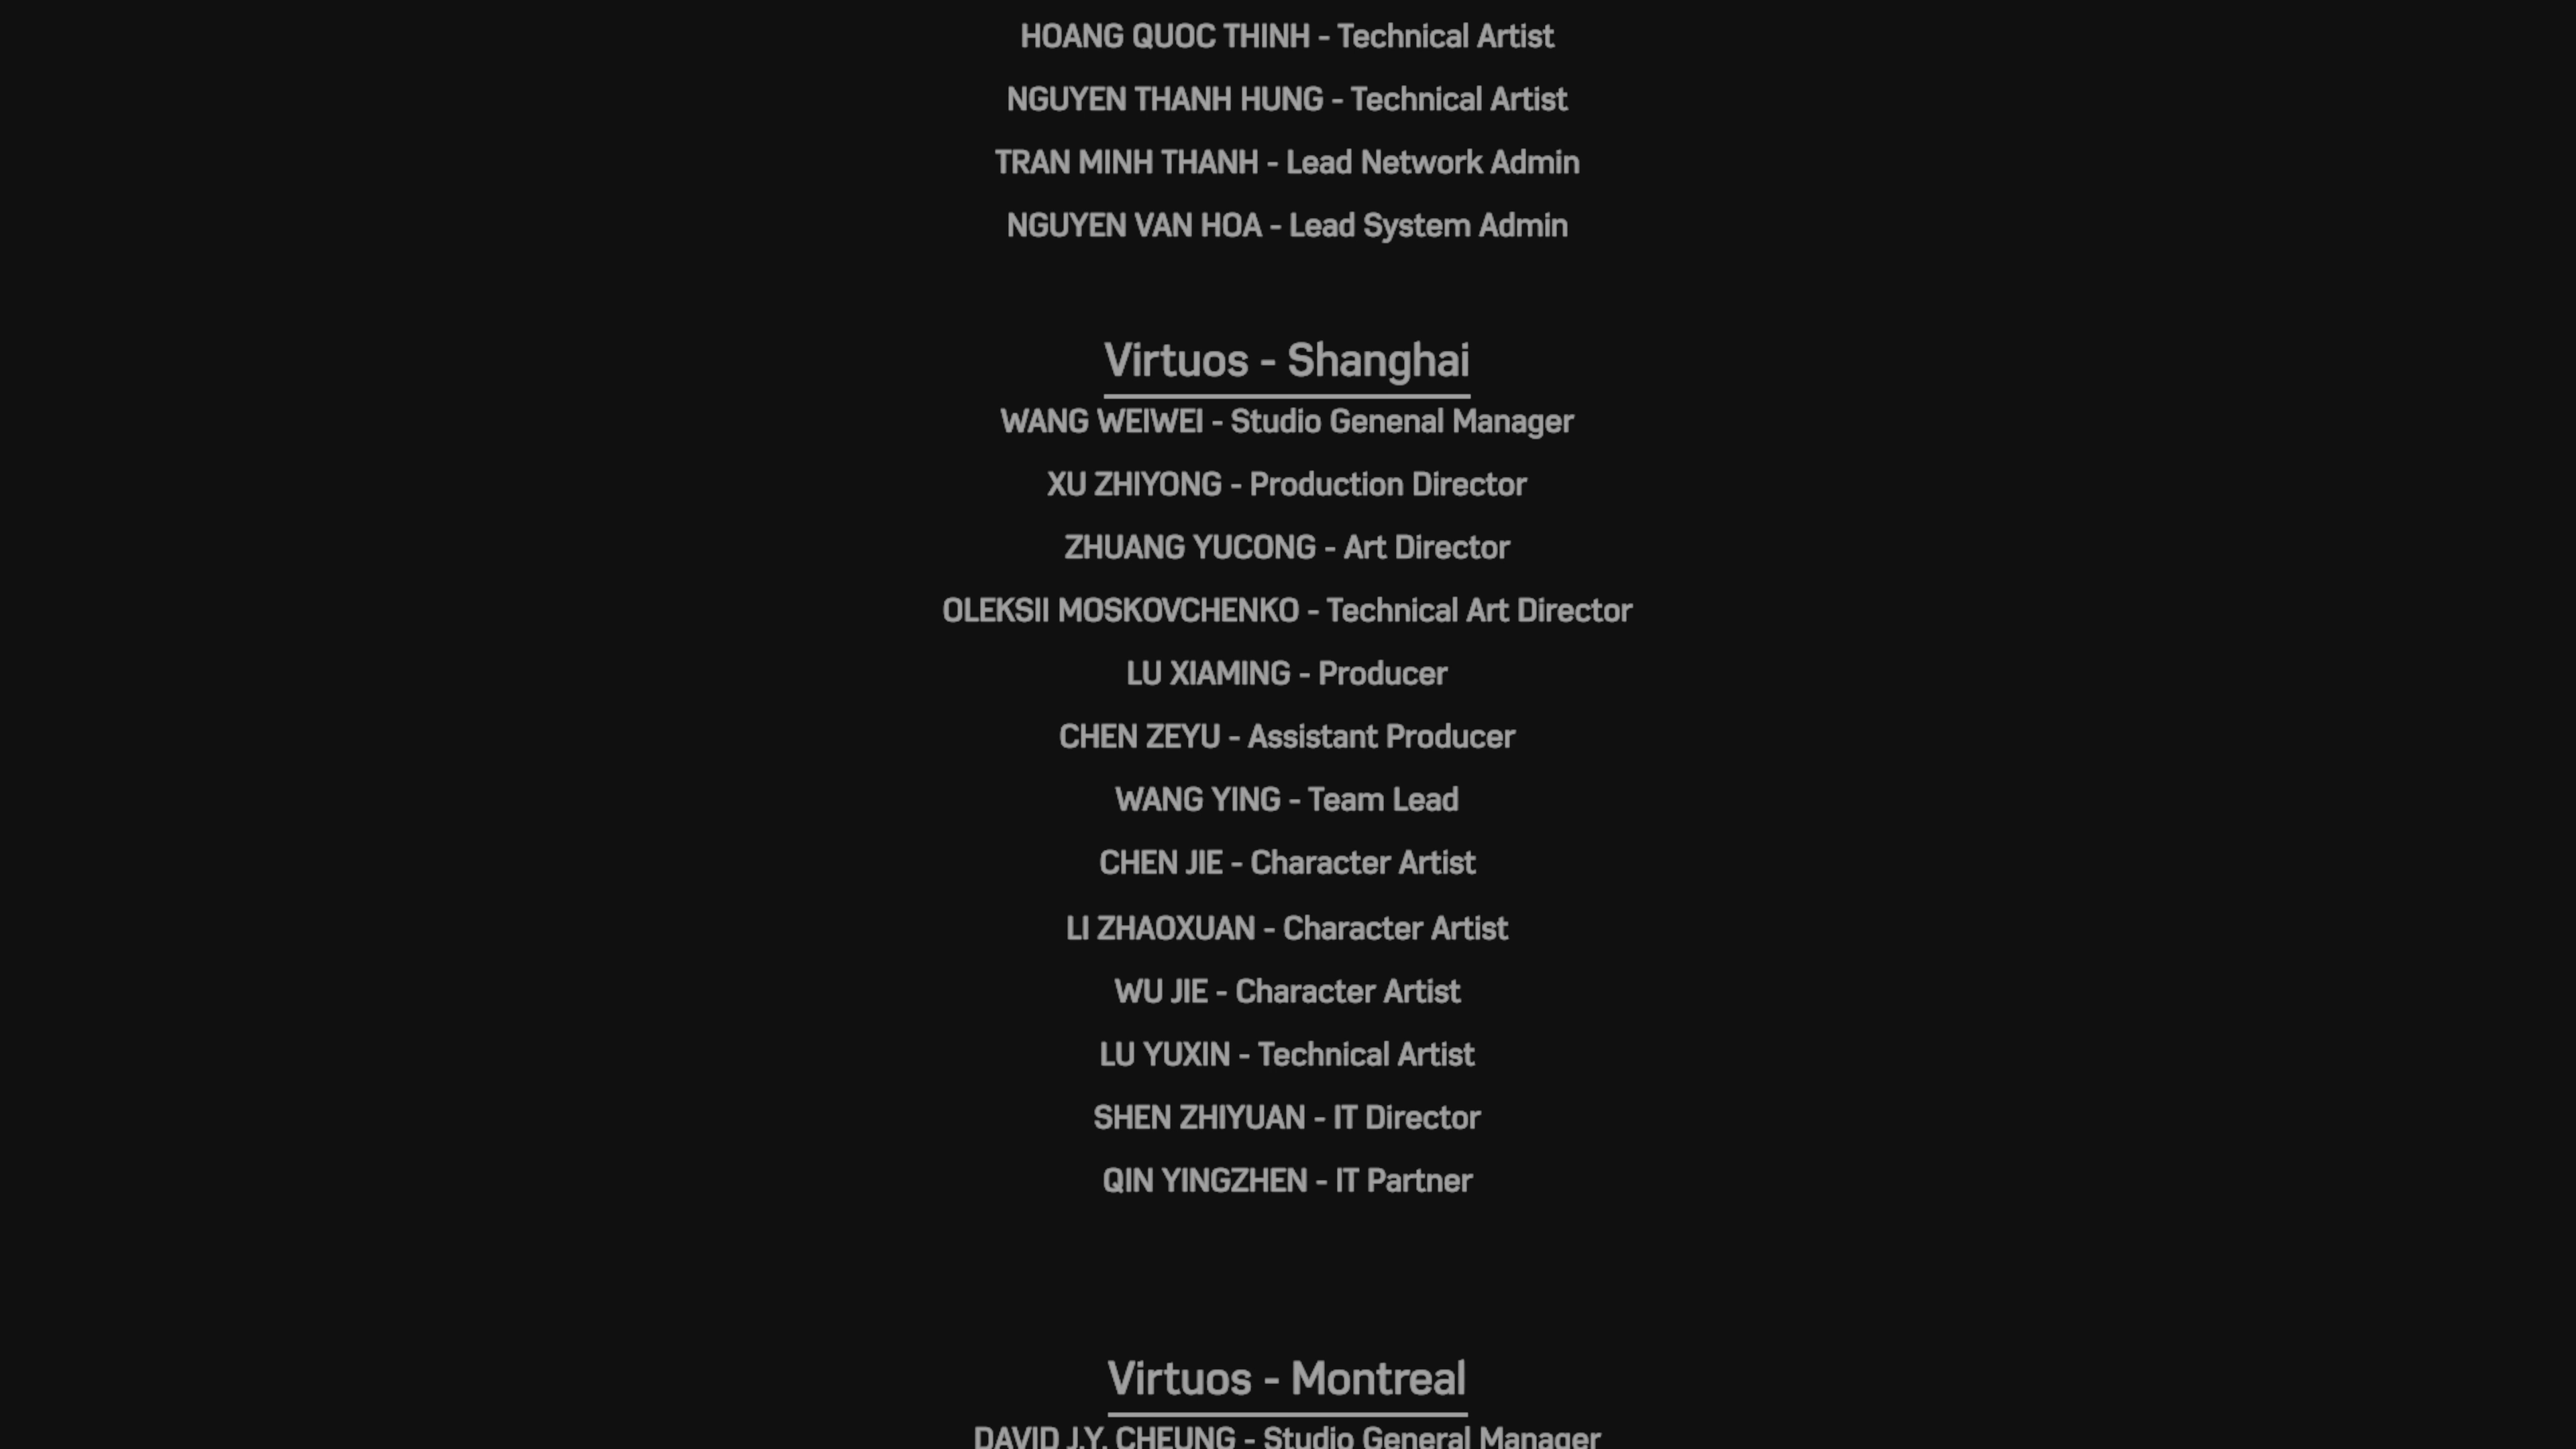 HOANG QUOC THINH - Technical Artist
NGUYEN THANH HUNG - Technical Artist
TRAN MINH THANH - Lead Network Admin
NGUYEN VAN HOA - Lead System Admin
Virtuos - Shanghai
WANG WEIWEI - Studio Genenal Manager
XU ZHIYONG - Production Director
ZHUANG YUCONG - Art Director
OLEKSII MOSKOVCHENKO - Technical Art Director
LU XIAMING - Producer
CHEN ZEYU - Assistant Producer
WANG YING - Team Lead
CHEN JIE - Character Artist
LI ZHAOXUAN - Character Artist
WU JIE - Character Artist
LU YUXIN - Technical Artist
SHEN ZHIYUAN - IT Director
QIN YINGZHEN - IT Partner
Virtuos - Montreal
DAVID J.Y. CHEUNG - Studio General Manager